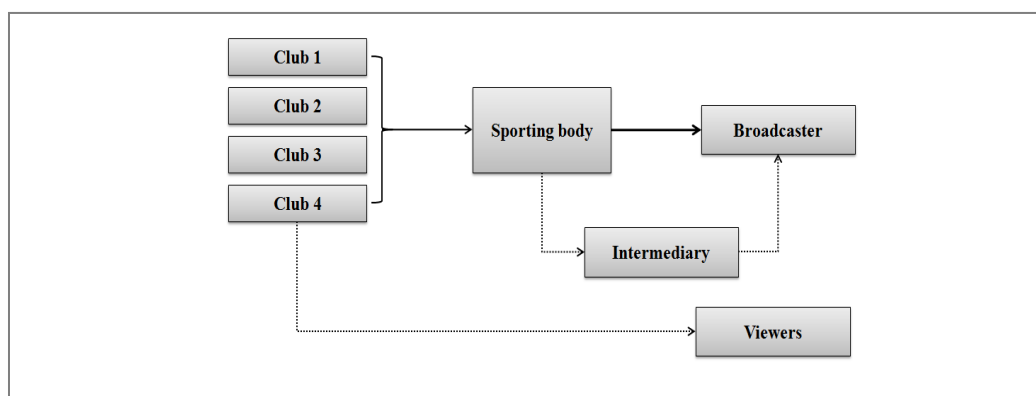 Club 1
Club 2
Club 3
Club 4
Sporting body
Broadcaster
Intermediary
Viewers